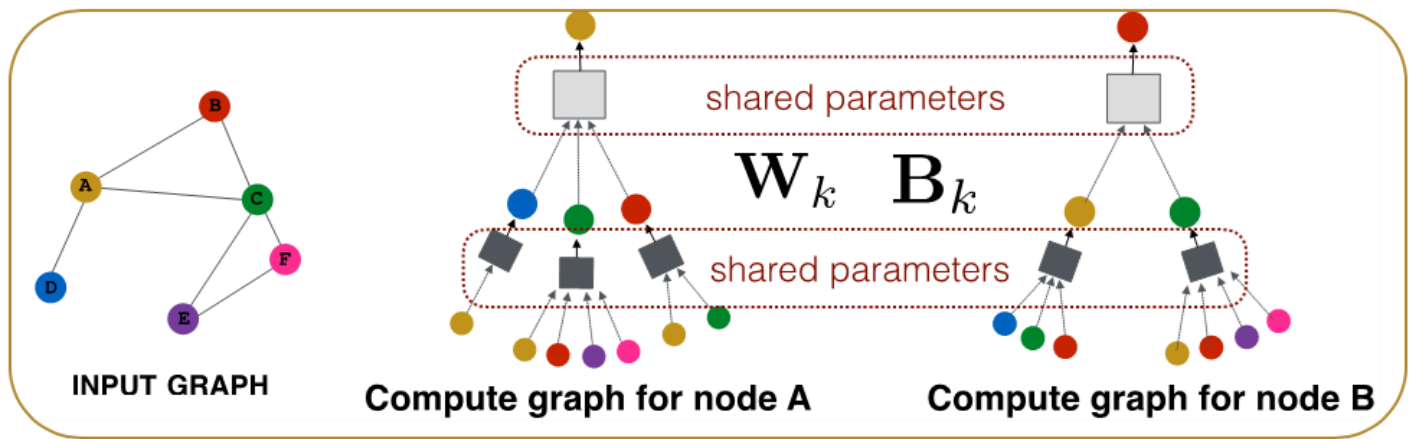 B
A
C
F
D
E
INPUT GRAPH
shared parameters
W_k B_k
shared parameters
Compute graph for node A
Compute graph for node B